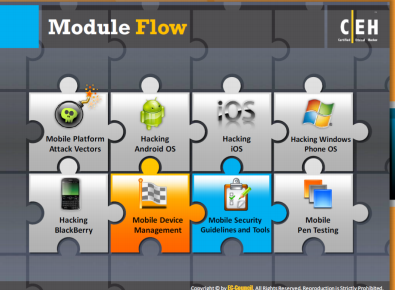 Module Flow
CEH
Certified Ethical Hacker
Mobile Platform
Attack Vectors
Hacking
Android OS
iOS
Hacking
iOS
Hacking Windows
Phone OS
Hacking
BlackBerry
Mobile Device
Management
Mobile Security
Guidelines and Tools
Mobile
Pen Testing
Copyright © by EC-Council. All Rights Reserved. Reproduction is Strictly Prohibited.